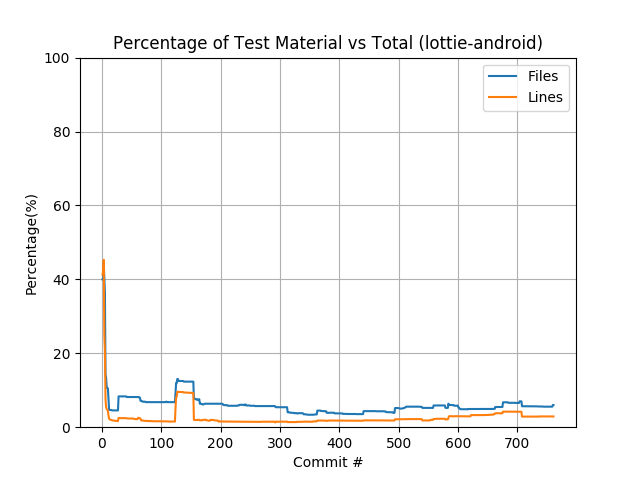 Percentage of Test Material vs Total (lottie-android)
Files
Lines
100
80
60
40
20
0
Percentage(%)
0 100 200 300 400 500 600 700
Commit #